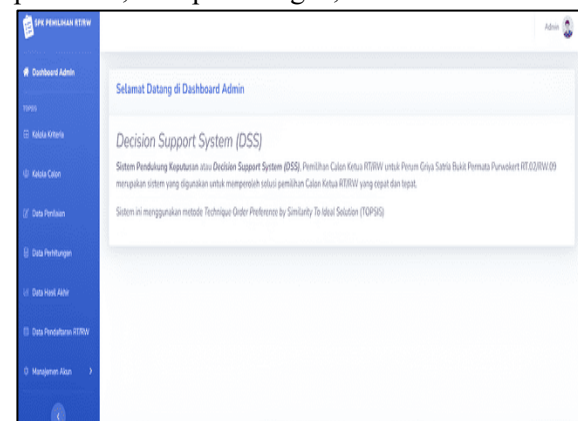 SPK PEMILIHAN RT/RW
Admin
Dashboard Admin
Selamat Datang di Dashboard Admin
TOPSIS
Kelola Kriteria
Decision Support System (DSS)
Sistem Pendukung Keputusan atau Decision Support System (DSS). Pemilihan Calon Ketua RT/RW untuk Perum Griya Satria Bukit Permata Purwokert RT.02/RW.09
merupakan sistem yang digunakan untuk memperoleh solusi pemilihan Calon Ketua RT/RW yang cepat dan tepat.
Kelola Calon
Sistem ini menggunakan metode Technique Order Preference by Similarity To Ideal Solution (TOPSIS)
Data Penilaian
Data Perhitungan
Data Hasil Akhir
Data Pendaftaran RT/RW
Manajemen Akun